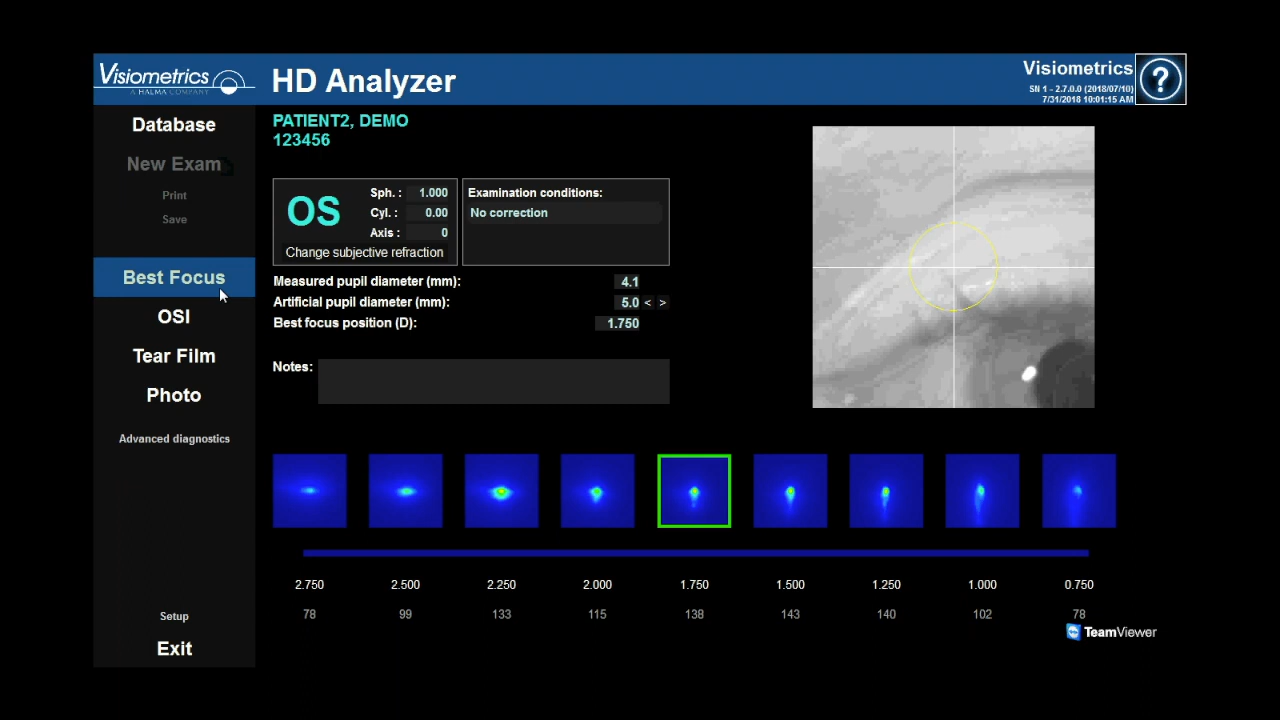 Visiometrics
A HALMA COMPANY
HD Analyzer
Visiometrics
SN 1 - 2.7.0.0 (2018/07/10)
7/31/2018 10:01:15 AM
?
Database
New Exam
Print
Save
Best Focus
OSI
Tear Film
Photo
Advanced diagnostics
Setup
Exit
PATIENT2, DEMO
123456
OS
Sph. : 1.000
Cyl. : 0.00
Axis : 0
Change subjective refraction
Examination conditions:
No correction
Measured pupil diameter (mm): 4.1
Artificial pupil diameter (mm): 5.0 < >
Best focus position (D): 1.750
Notes:
2.750 2.500 2.250 2.000 1.750 1.500 1.250 1.000 0.750
78 99 133 115 138 143 140 102 78
TeamViewer